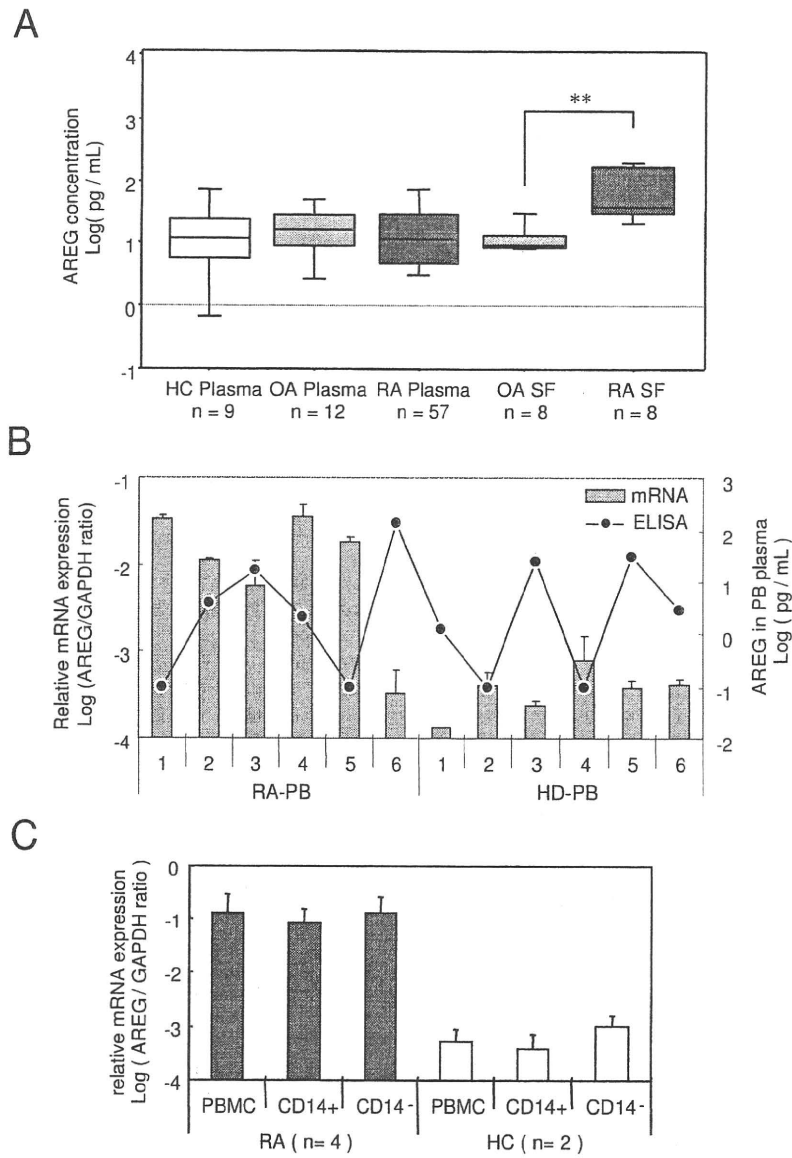 A
AREG concentration
Log( pg / mL)
4
3
2
1
0
-1
**
HC Plasma OA Plasma RA Plasma OA SF RA SF
n = 9 n = 12 n = 57 n = 8 n = 8
B
Relative mRNA expression
Log (AREG/GAPDH ratio)
-1
-2
-3
-4
mRNA
ELISA
3
2
1
0
-1
-2
AREG in PB plasma
Log ( pg / mL)
1 2 3 4 5 6 1 2 3 4 5 6
RA-PB HD-PB
C
relative mRNA expression
Log ( AREG / GAPDH ratio )
0
-1
-2
-3
-4
PBMC CD14+ CD14- PBMC CD14+ CD14-
RA ( n= 4 ) HC ( n= 2 )